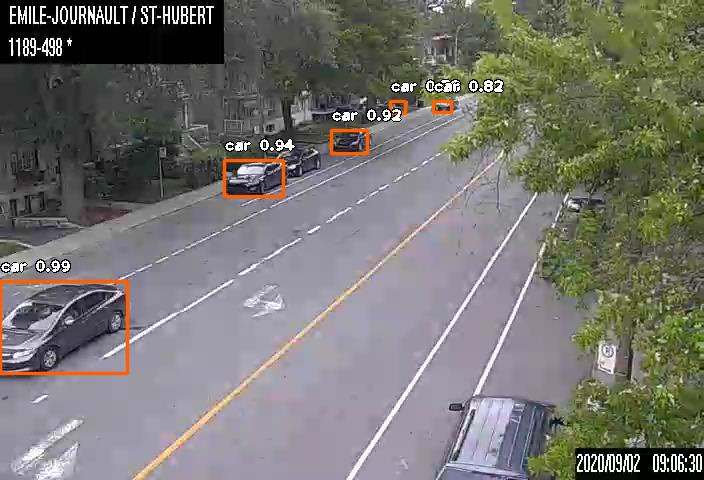 EMILE-JOURNAULT / ST-HUBERT
1189-498 *
car 0.82
car 0.92
car 0.94
car 0.99
2020/09/02 09:06:30